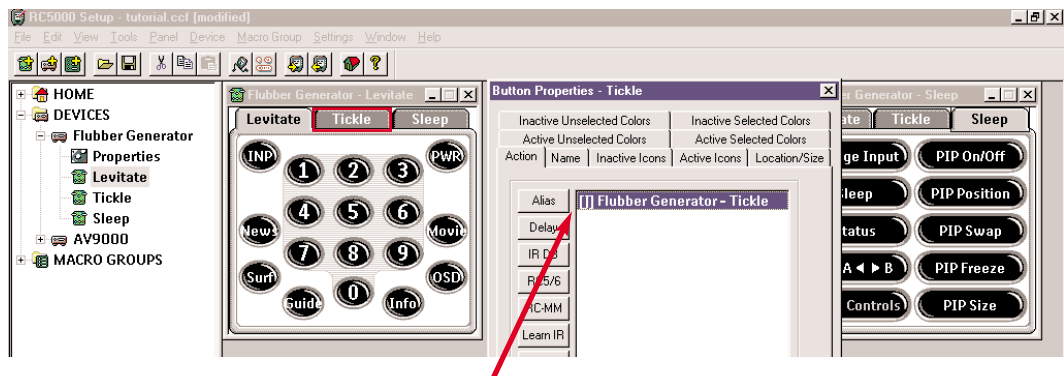 RC5000 Setup - tutorial.ccf [modified]
File Edit View Tools Panel Device Macro Group Settings Window Help
HOME
DEVICES
Flubber Generator
Properties
Levitate
Tickle
Sleep
AV9000
MACRO GROUPS
Flubber Generator - Levitate
Levitate Tickle Sleep
INP PWR
1 2 3
4 5 6
News Movie
7 8 9
Surf OSD
Guide 0 Info
Button Properties - Tickle
Inactive Unselected Colors Inactive Selected Colors
Active Unselected Colors Active Selected Colors
Action Name Inactive Icons Active Icons Location/Size
Alias
Delay
IR DB
RC5/6
RC-MM
Learn IR
[]] Flubber Generator - Tickle
er Generator - Sleep
ate Tickle Sleep
ge Input PIP On/Off
leep PIP Position
tatus PIP Swap
A ◄ ► B PIP Freeze
Controls PIP Size